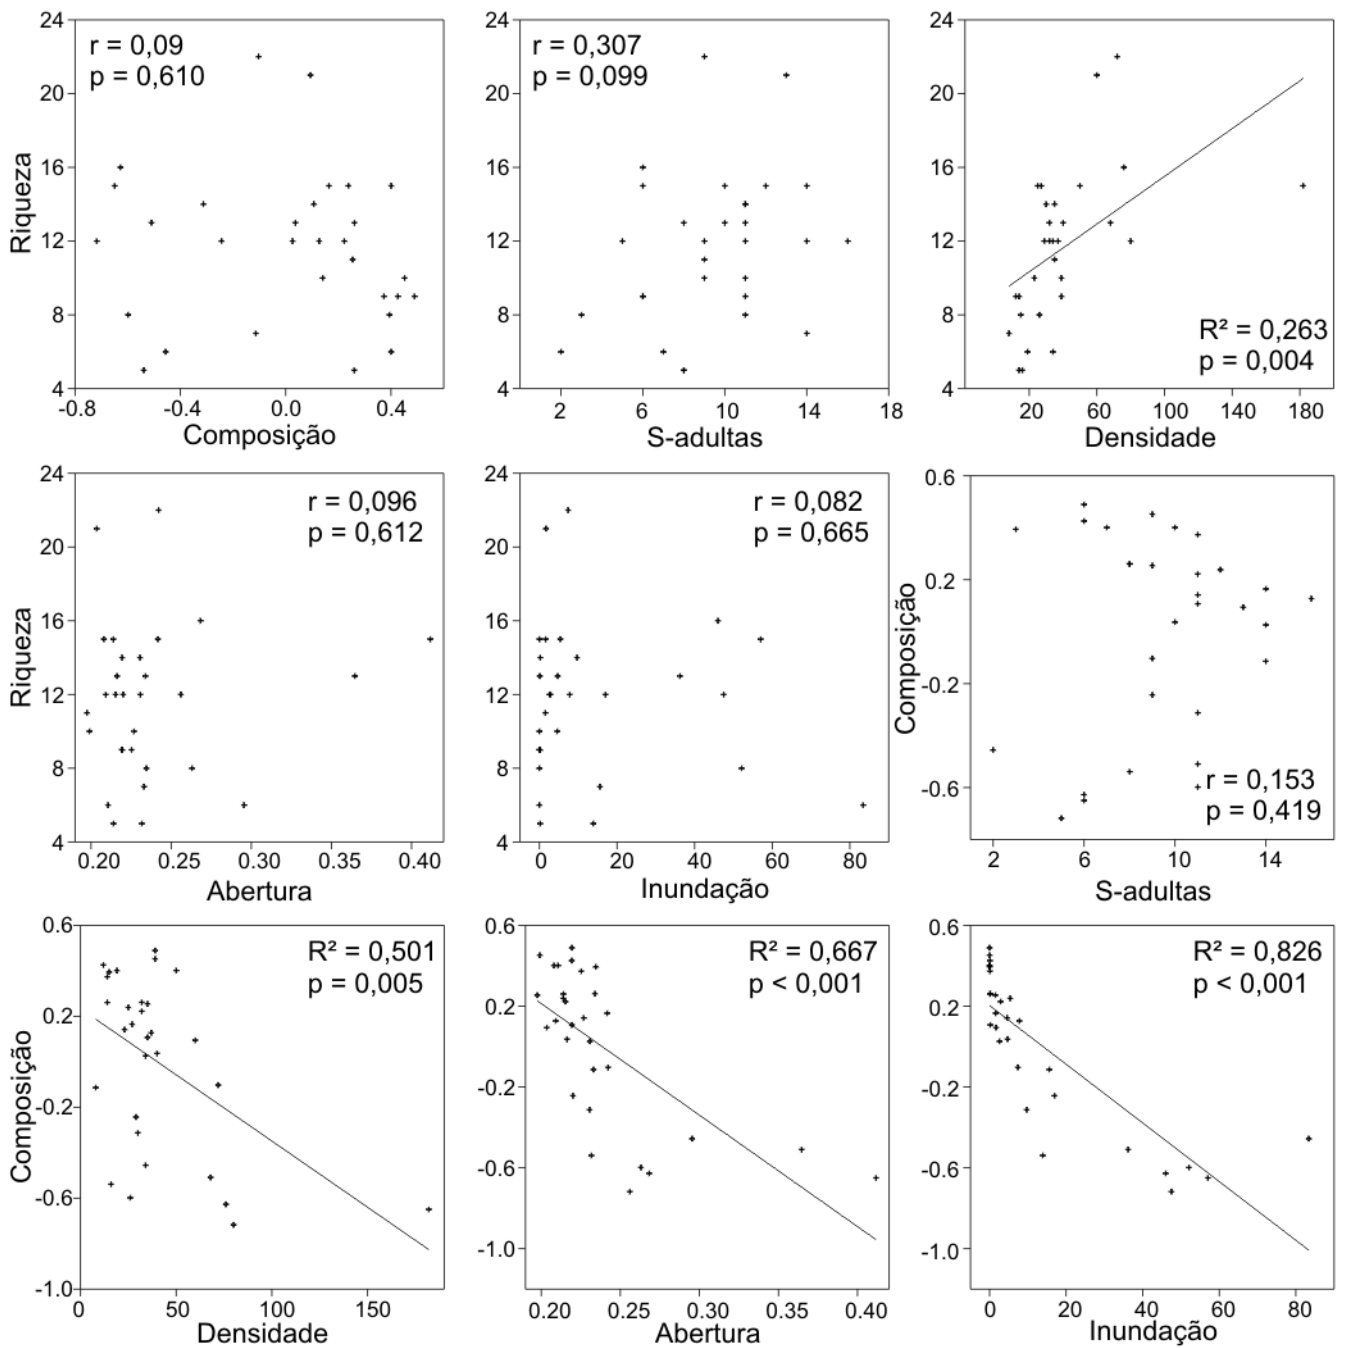 24
20
16
12
8
4
Riqueza
r = 0,09
p = 0,610
-0.8 -0.4 0.0 0.4
Composição
24
20
16
12
8
4
r = 0,307
p = 0,099
2 6 10 14 18
S-adultas
24
20
16
12
8
4
R² = 0,263
p = 0,004
20 60 100 140 180
Densidade
24
20
16
12
8
4
Riqueza
r = 0,096
p = 0,612
0.20 0.25 0.30 0.35 0.40
Abertura
24
20
16
12
8
4
r = 0,082
p = 0,665
0 20 40 60 80
Inundação
0.6
0.2
-0.2
-0.6
Composição
r = 0,153
p = 0,419
2 6 10 14
S-adultas
0.6
0.2
-0.2
-0.6
-1.0
Composição
R² = 0,501
p = 0,005
0 50 100 150
Densidade
0.6
0.2
-0.2
-0.6
-1.0
R² = 0,667
p < 0,001
0.20 0.25 0.30 0.35 0.40
Abertura
0.6
0.2
-0.2
-0.6
-1.0
R² = 0,826
p < 0,001
0 20 40 60 80
Inundação